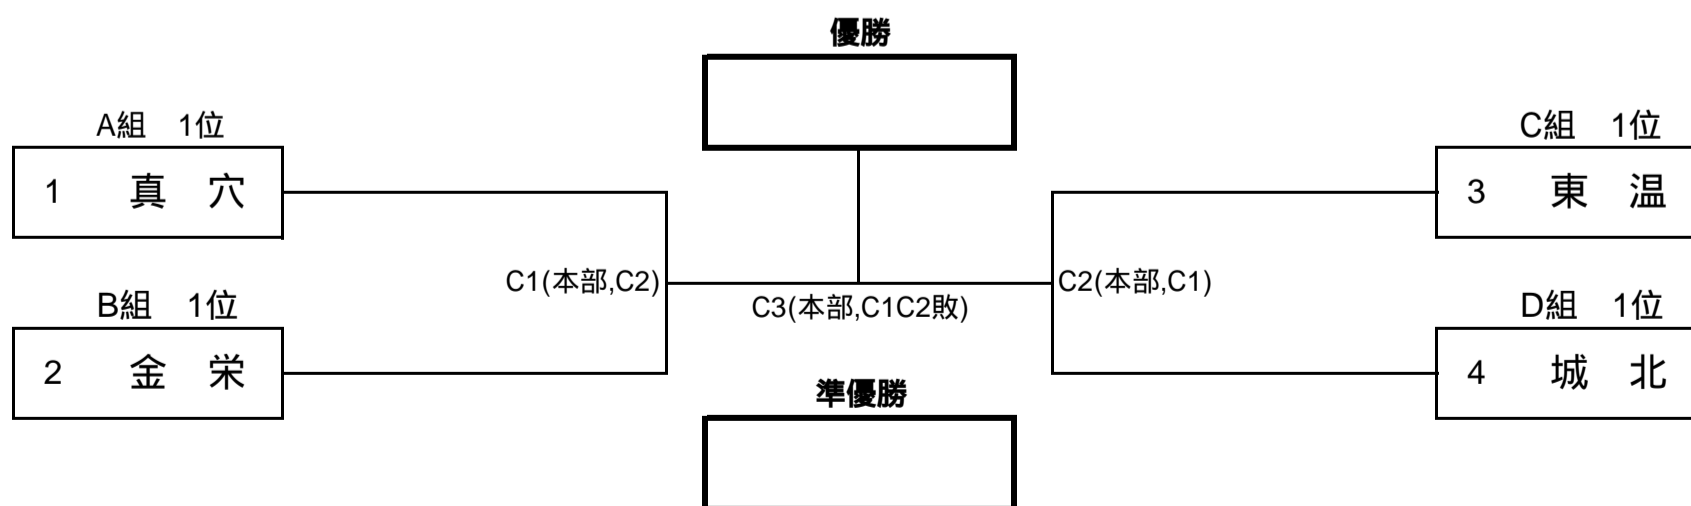 優勝
A組　1位
C組　1位
1　真　穴
3　東　温
C1(本部,C2)
C2(本部,C1)
C3(本部,C1C2敗)
B組　1位
D組　1位
2　金　栄
4　城　北
準優勝